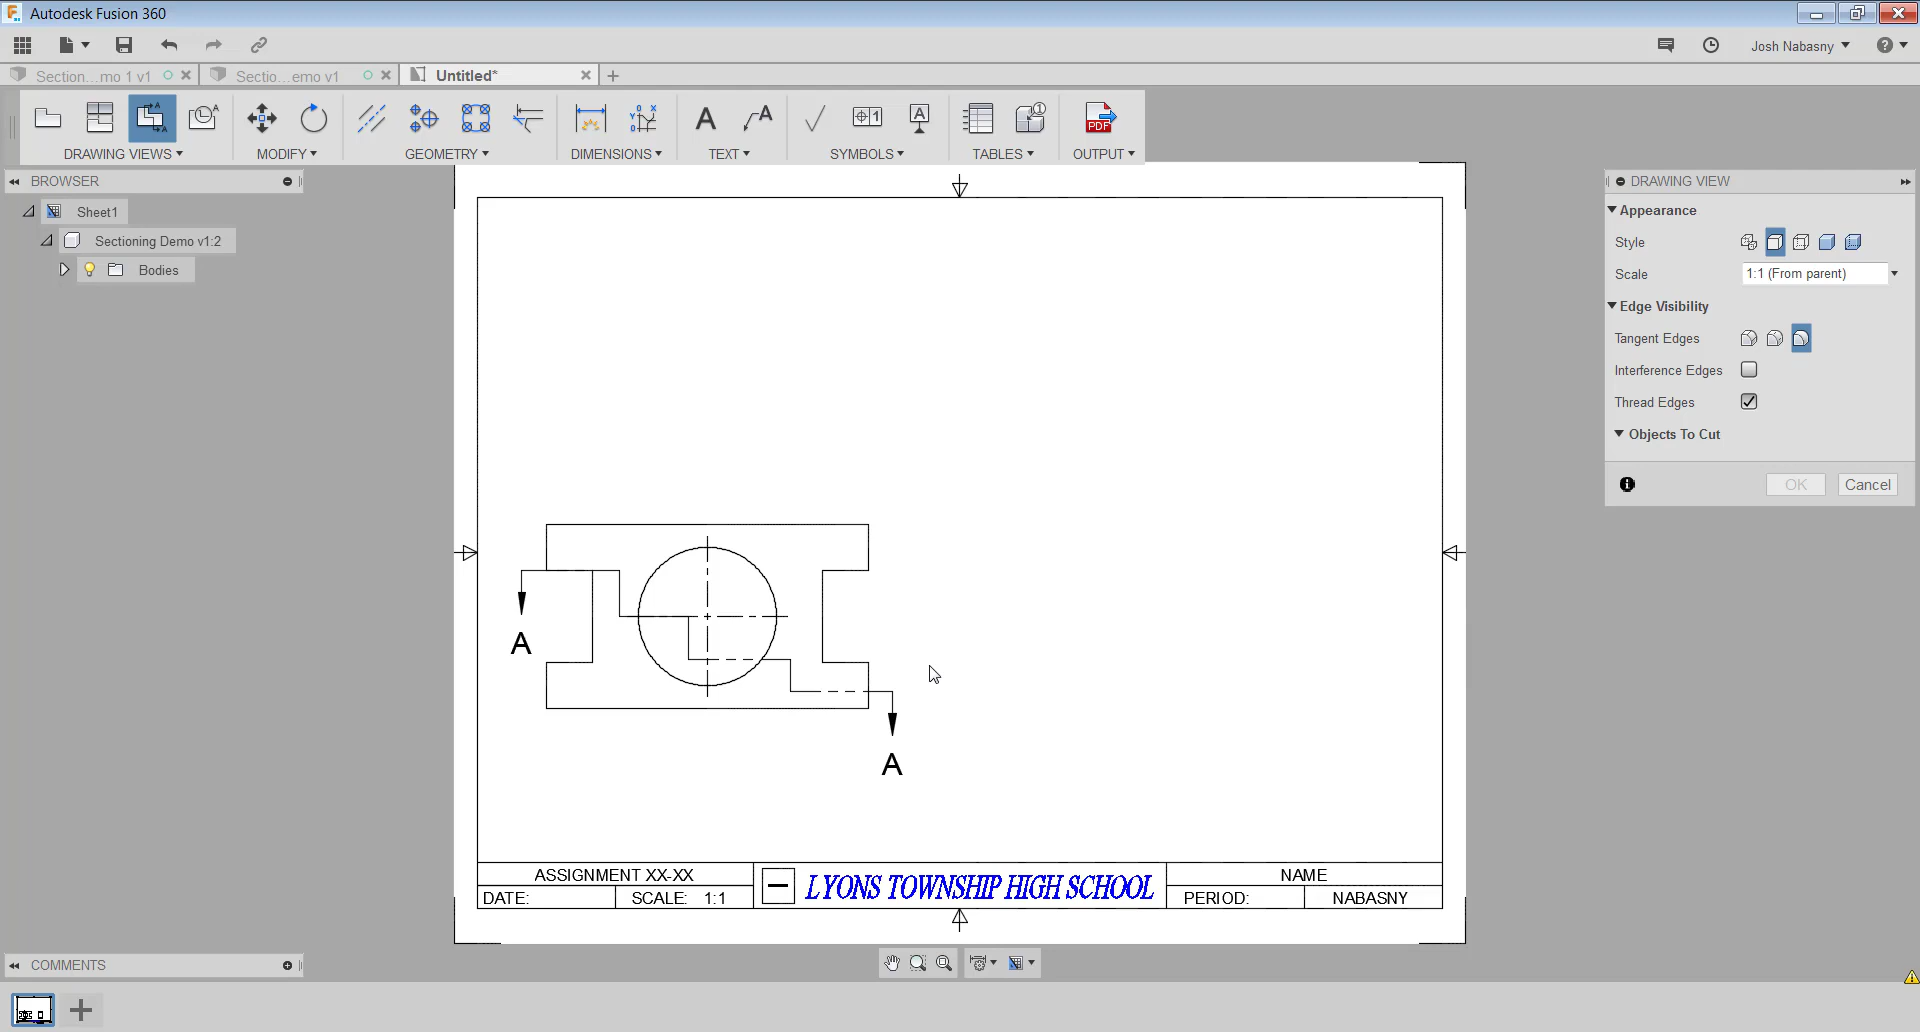 Autodesk Fusion 360
Josh Nabasny
Section...mo 1 v1
Sectio...emo v1
Untitled*
DRAWING VIEWS
MODIFY
GEOMETRY
DIMENSIONS
TEXT
SYMBOLS
TABLES
OUTPUT
BROWSER
Sheet1
Sectioning Demo v1:2
Bodies
DRAWING VIEW
Appearance
Style
Scale 1:1 (From parent)
Edge Visibility
Tangent Edges
Interference Edges
Thread Edges
Objects To Cut
OK Cancel
A
A
ASSIGNMENT XX-XX
DATE: SCALE: 1:1
LYONS TOWNSHIP HIGH SCHOOL
NAME
PERIOD: NABASNY
COMMENTS